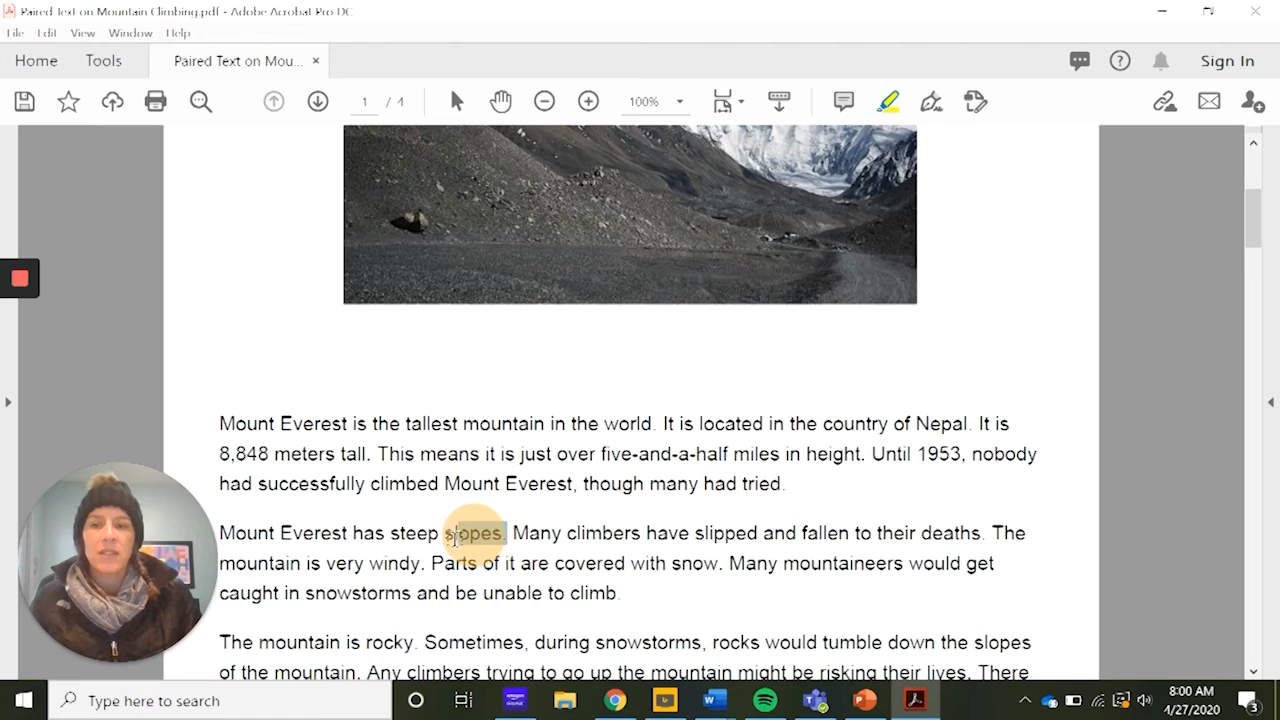 Paired Text on Mountain Climbing.pdf - Adobe Acrobat Pro DC
File Edit View Window Help
Home Tools Paired Text on Mou... × Sign In
1 / 4 100%
Mount Everest is the tallest mountain in the world. It is located in the country of Nepal. It is
8,848 meters tall. This means it is just over five-and-a-half miles in height. Until 1953, nobody
had successfully climbed Mount Everest, though many had tried.
Mount Everest has steep slopes. Many climbers have slipped and fallen to their deaths. The
mountain is very windy. Parts of it are covered with snow. Many mountaineers would get
caught in snowstorms and be unable to climb.
The mountain is rocky. Sometimes, during snowstorms, rocks would tumble down the slopes
of the mountain. Any climbers trying to go up the mountain might be risking their lives. There
Type here to search
8:00 AM
4/27/2020
3